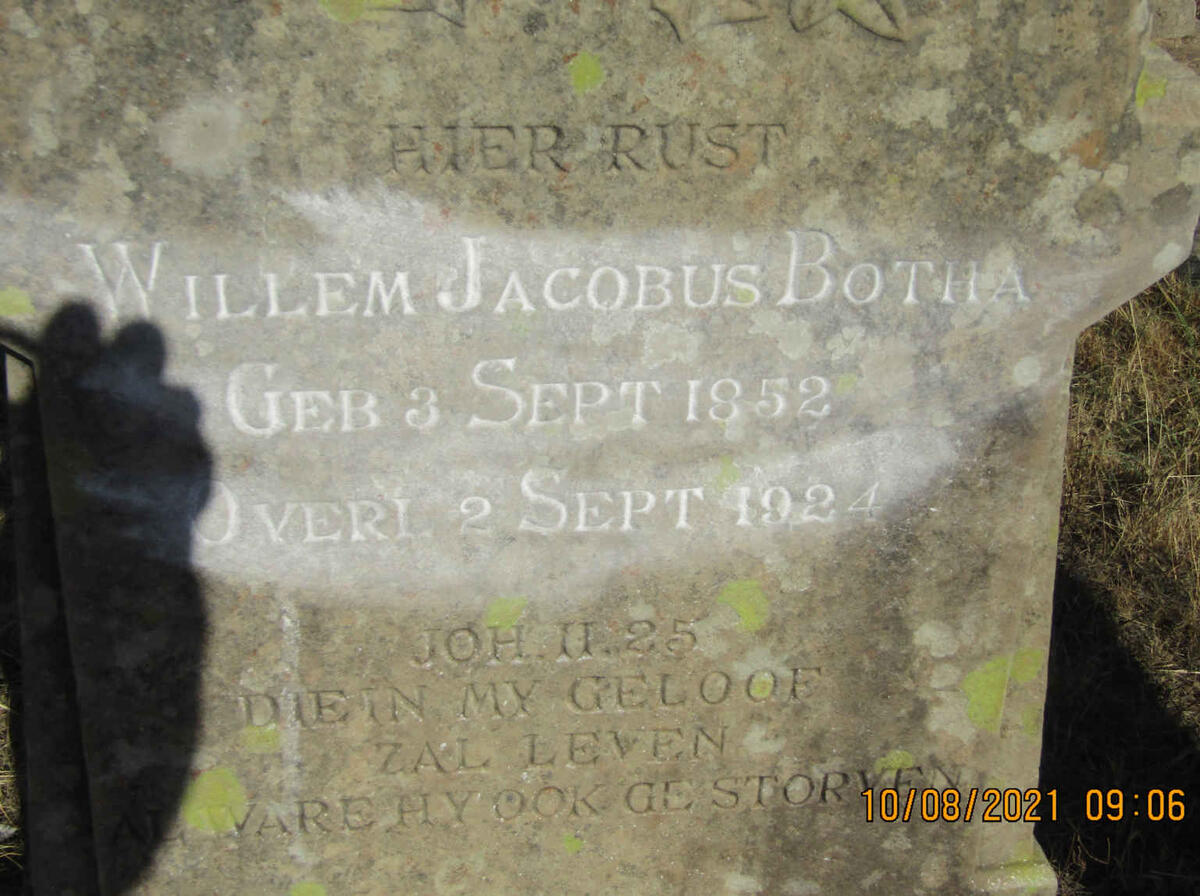 HIER RUST
WILLEM JACOBUS BOTHA
GEB 3 SEPT 1852
OVERL 2 SEPT 1924
JOH. 11. 25
DIE IN MY GELOOF
ZAL LEVEN
AL WARE HY OOK GESTORVEN
10/08/2021 09:06